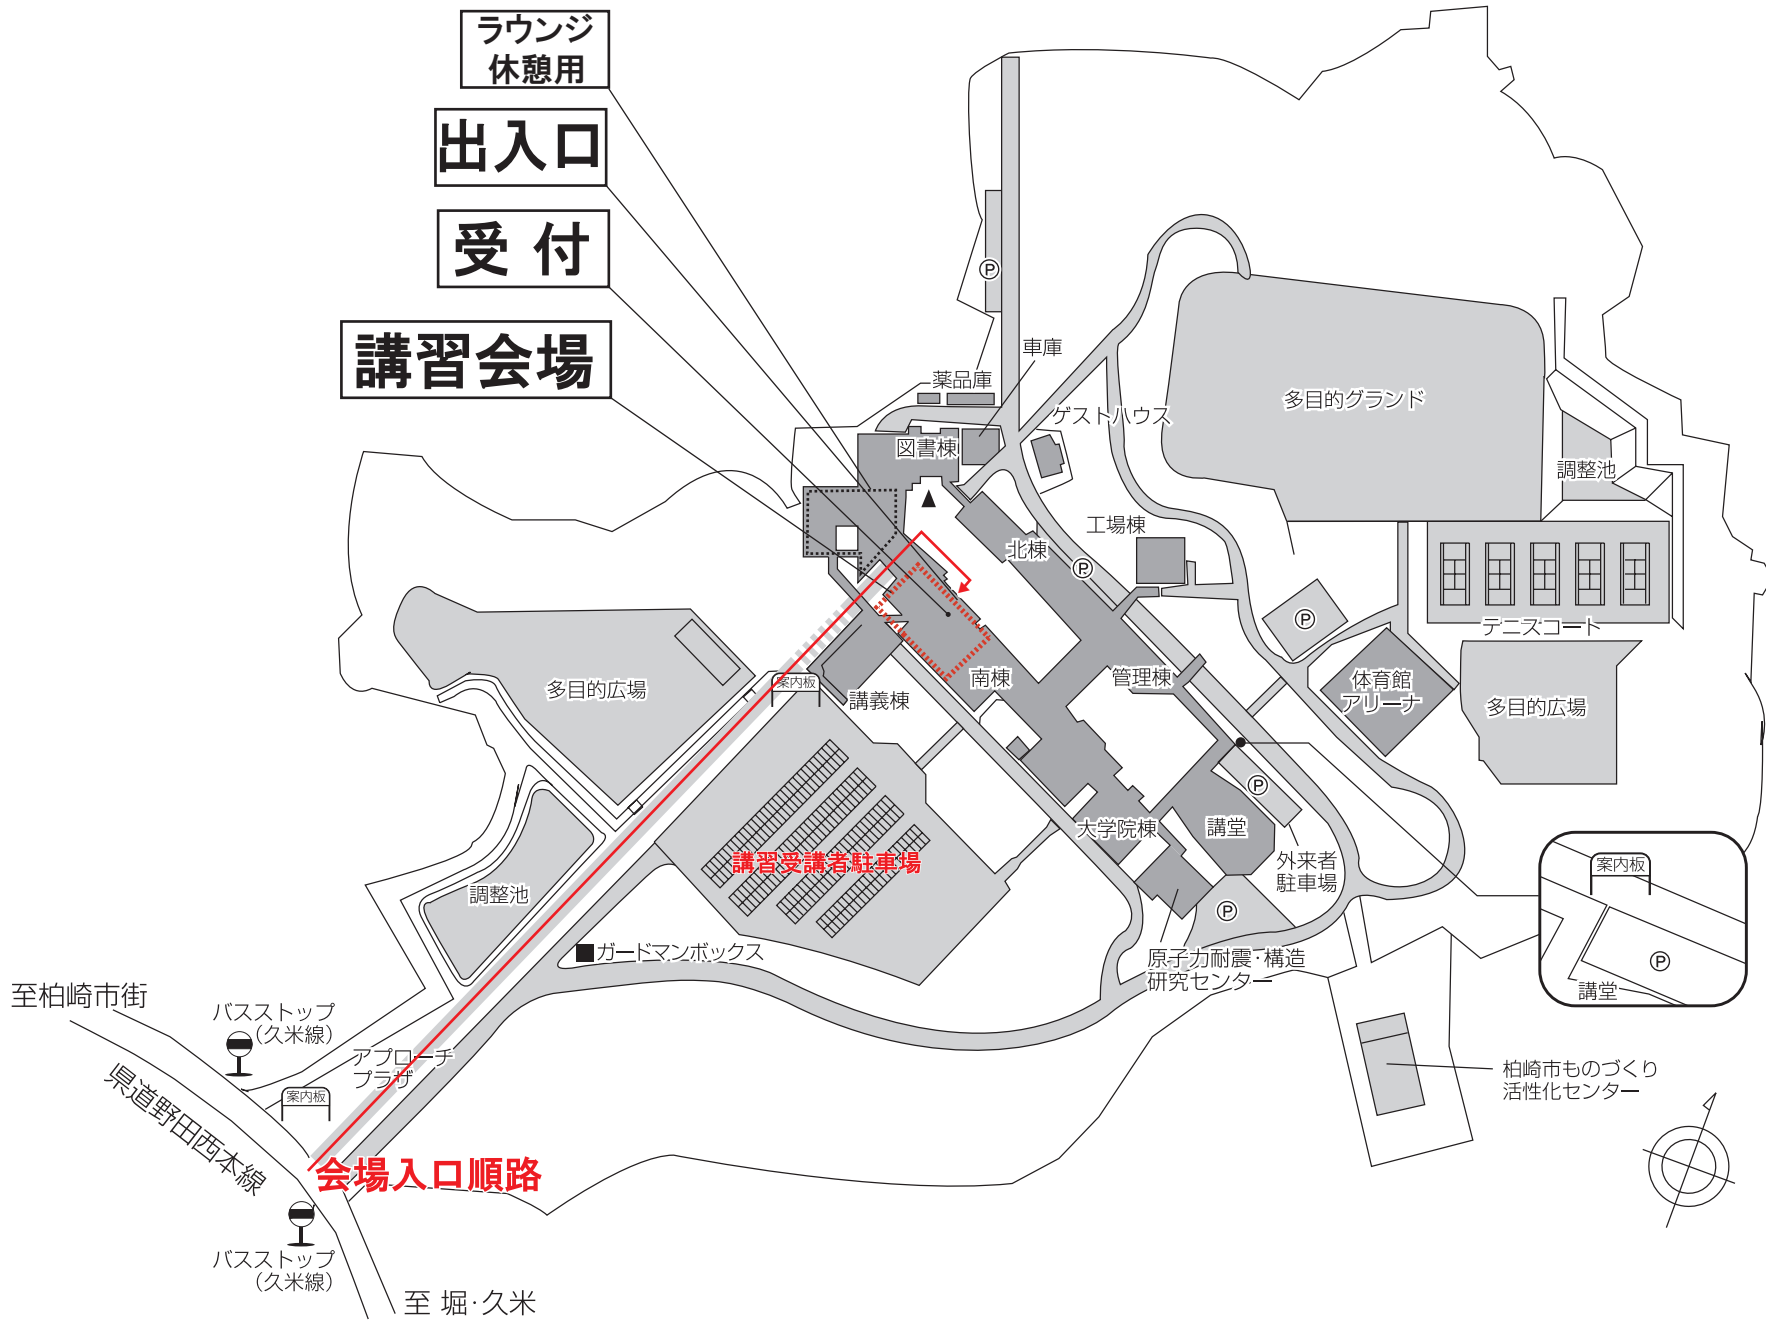 ラウンジ
休憩用
出入口
受 付
講習会場
車庫
薬品庫
ゲストハウス
多目的グランド
図書棟
調整池
工場棟
北棟
Ⓟ
Ⓟ
Ⓟ
テニスコート
南棟
管理棟
体育館
アリーナ
多目的広場
多目的広場
案内板
講義棟
Ⓟ
講堂
大学院棟
外来者
駐車場
講習受講者駐車場
調整池
Ⓟ
ガードマンボックス
原子力耐震・構造
研究センター
案内板
Ⓟ
講堂
至柏崎市街
バスストップ
（久米線）
アプローチ
プラザ
案内板
県道野田西本線
会場入口順路
柏崎市ものづくり
活性化センター
バスストップ
（久米線）
至 堀・久米